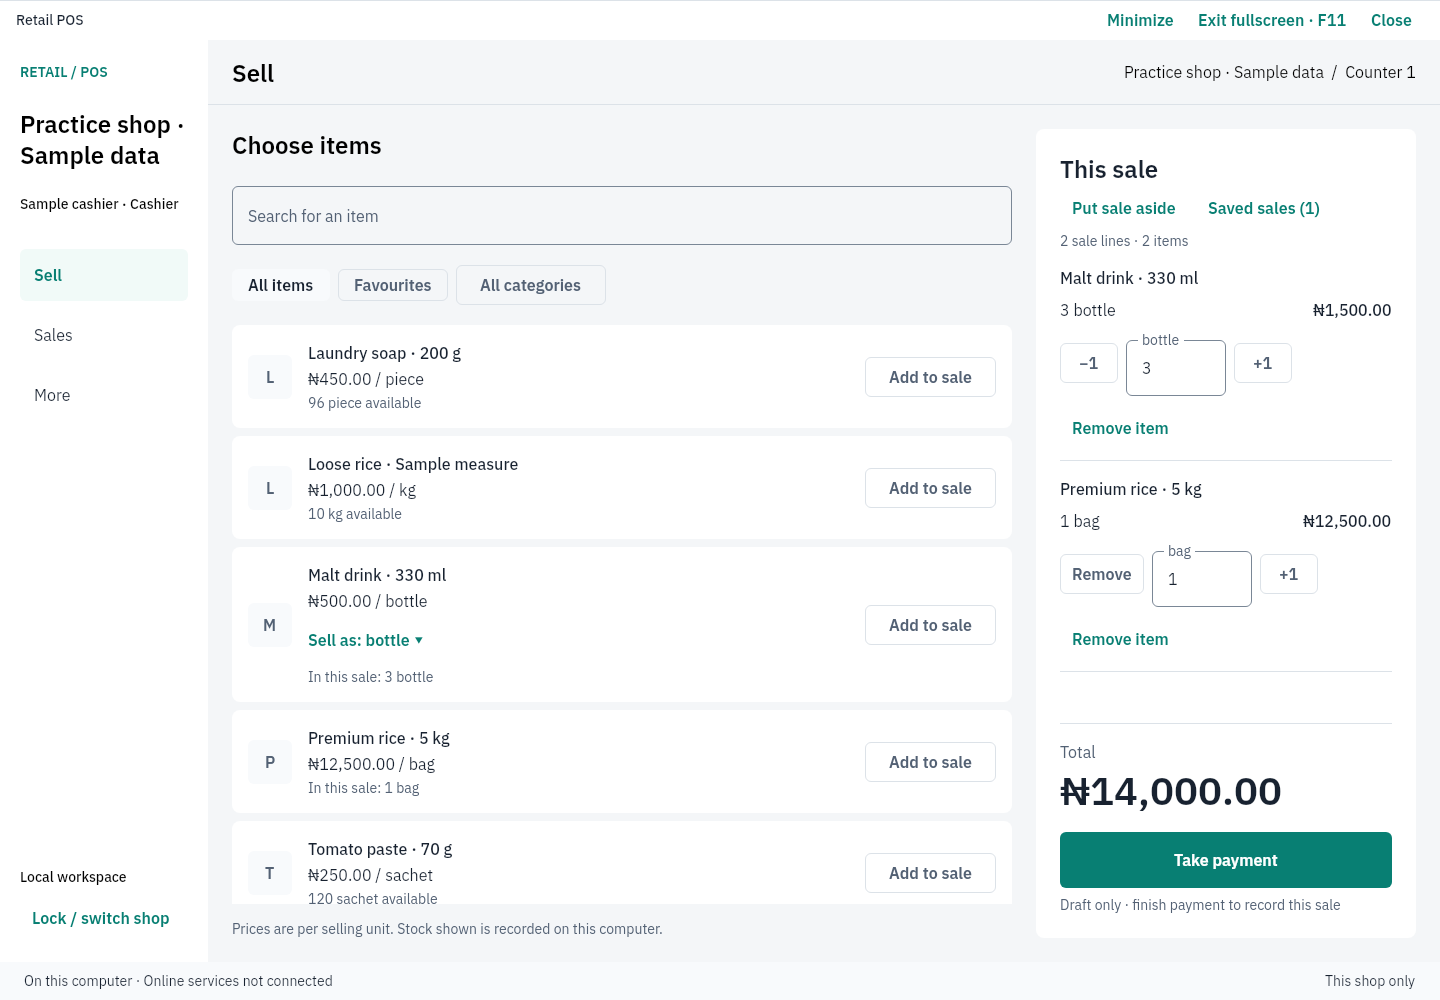 Retail POS
Minimize
Exit fullscreen · F11
Close
RETAIL / POS
Practice shop ·
Sample data
Sample cashier · Cashier
Sell
Sales
More
Local workspace
Lock / switch shop
Sell
Practice shop · Sample data / Counter 1
Choose items
Search for an item
All items
Favourites
All categories
L
Laundry soap · 200 g
₦450.00 / piece
96 piece available
Add to sale
L
Loose rice · Sample measure
₦1,000.00 / kg
10 kg available
Add to sale
M
Malt drink · 330 ml
₦500.00 / bottle
Sell as: bottle ▾
In this sale: 3 bottle
Add to sale
P
Premium rice · 5 kg
₦12,500.00 / bag
In this sale: 1 bag
Add to sale
T
Tomato paste · 70 g
₦250.00 / sachet
120 sachet available
Add to sale
Prices are per selling unit. Stock shown is recorded on this computer.
This sale
Put sale aside
Saved sales (1)
2 sale lines · 2 items
Malt drink · 330 ml
3 bottle
₦1,500.00
−1
bottle
3
+1
Remove item
Premium rice · 5 kg
1 bag
₦12,500.00
Remove
bag
1
+1
Remove item
Total
₦14,000.00
Take payment
Draft only · finish payment to record this sale
On this computer · Online services not connected
This shop only